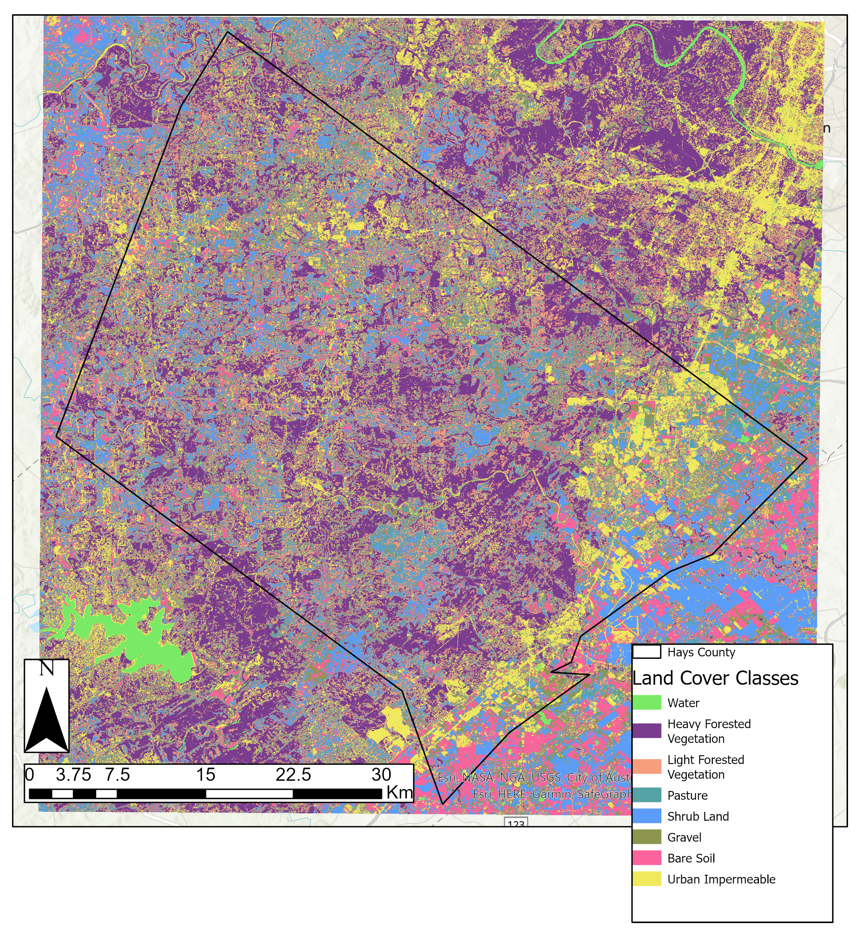 n
Hays County
Land Cover Classes
Water
Heavy Forested
Vegetation
Light Forested
Vegetation
Pasture
Shrub Land
Gravel
Bare Soil
Urban Impermeable
N
0 3.75 7.5 15 22.5 30
Km
Esri, NASA, NGA, USGS, City of Aust
Esri, HERE, Garmin, SafeGraph
123